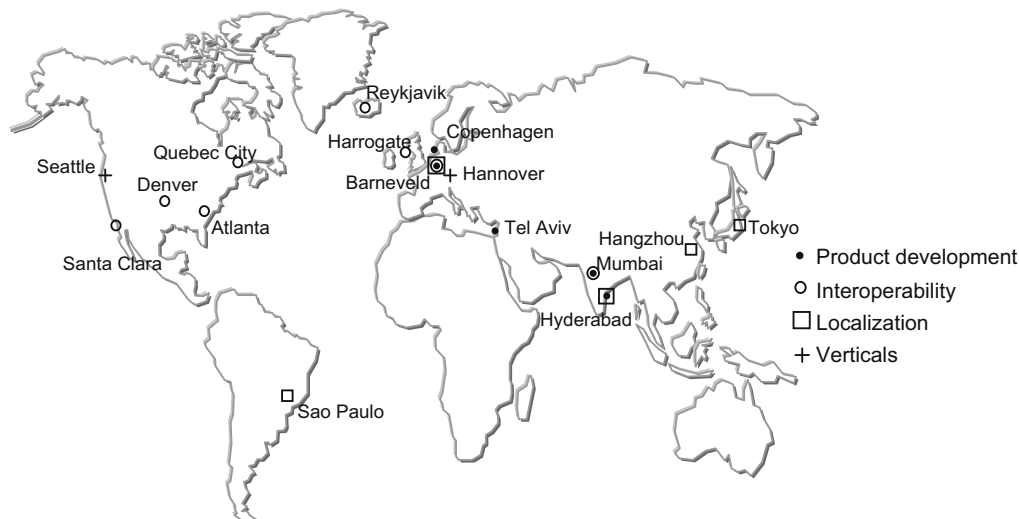 Reykjavik
Copenhagen
Harrogate
Quebec City
Seattle
Barneveld
Hannover
Denver
Atlanta
Tel Aviv
Tokyo
Hangzhou
Santa Clara
Mumbai
Hyderabad
Sao Paulo
Product development
Interoperability
Localization
Verticals